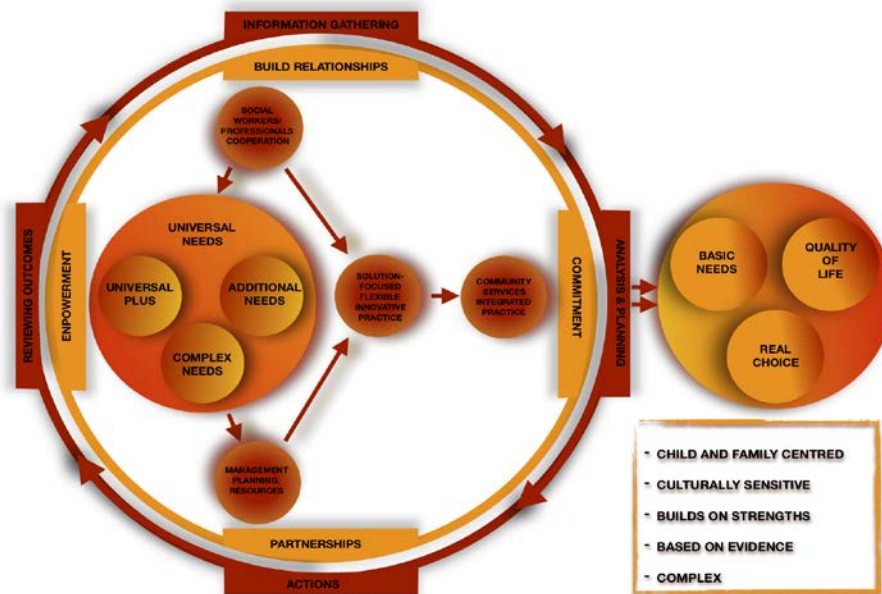 INFORMATION GATHERING
BUILD RELATIONSHIPS
SOCIAL
WORKERS/
PROFESSIONALS
COOPERATION
UNIVERSAL
NEEDS
UNIVERSAL
PLUS
ADDITIONAL
NEEDS
COMPLEX
NEEDS
SOLUTION-
FOCUSED
FLEXIBLE
INNOVATIVE
PRACTICE
COMMUNITY
SERVICES
INTEGRATED
PRACTICE
MANAGEMENT
PLANNING,
RESOURCES
REVIEWING OUTCOMES
ENPOWERMENT
COMMITMENT
ANALYSIS & PLANNING
BASIC
NEEDS
QUALITY
OF
LIFE
REAL
CHOICE
PARTNERSHIPS
ACTIONS
- CHILD AND FAMILY CENTRED
- CULTURALLY SENSITIVE
- BUILDS ON STRENGTHS
- BASED ON EVIDENCE
- COMPLEX